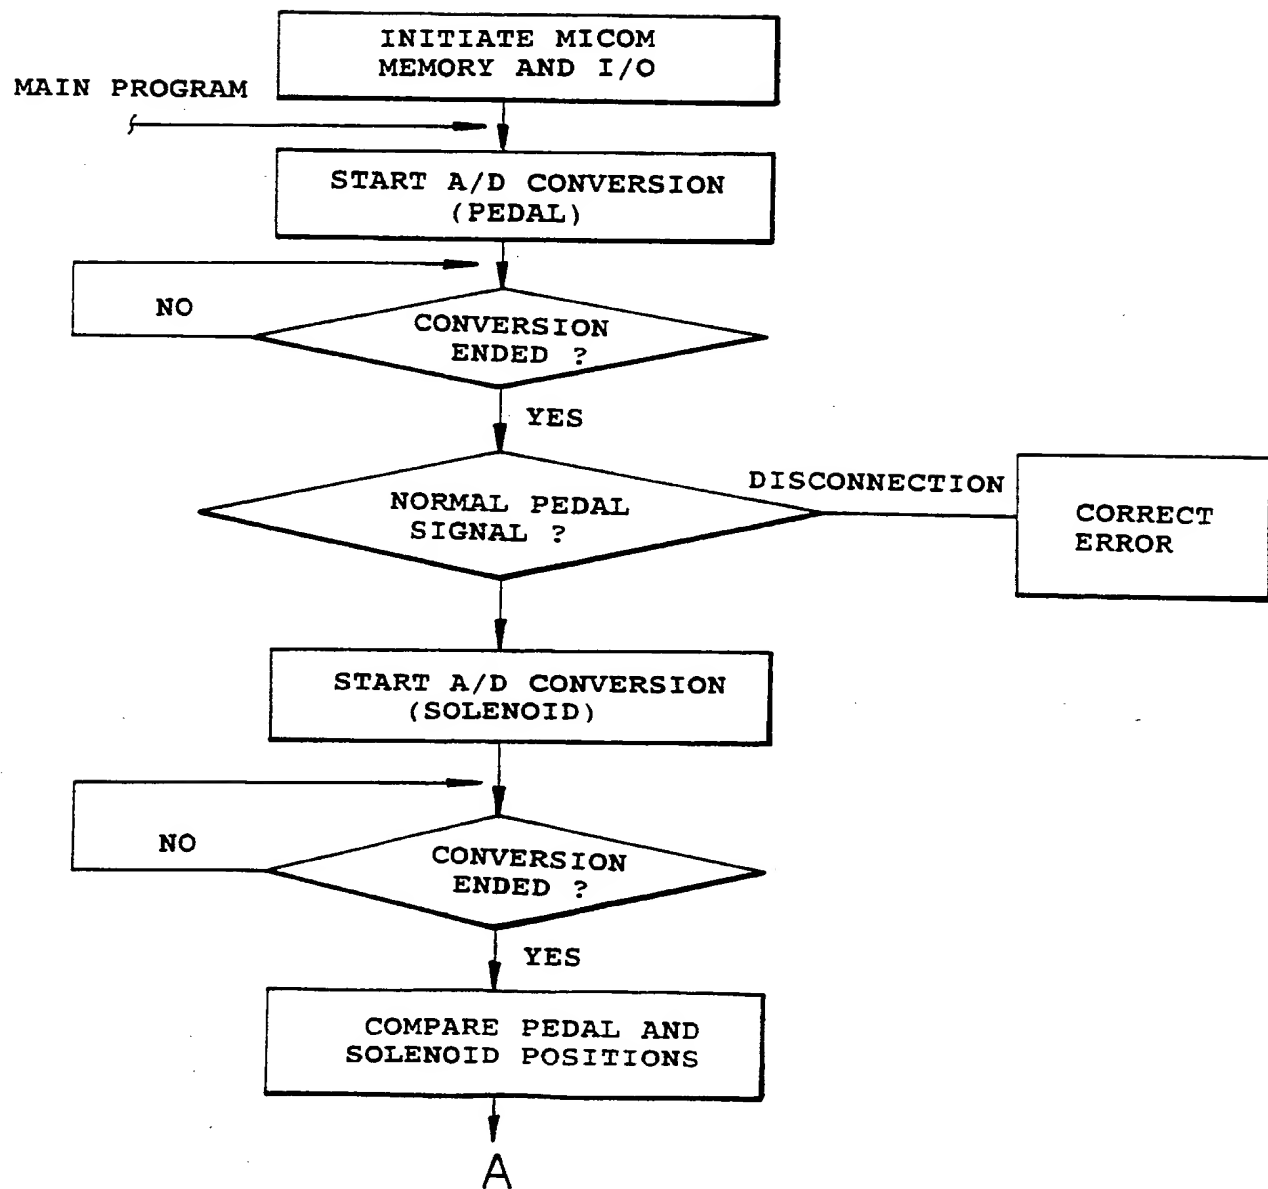 INITIATE MICOM
MEMORY AND I/O
MAIN PROGRAM
START A/D CONVERSION
(PEDAL)
NO
CONVERSION
ENDED ?
YES
NORMAL PEDAL
SIGNAL ?
DISCONNECTION
CORRECT
ERROR
START A/D CONVERSION
(SOLENOID)
NO
CONVERSION
ENDED ?
YES
COMPARE PEDAL AND
SOLENOID POSITIONS
A